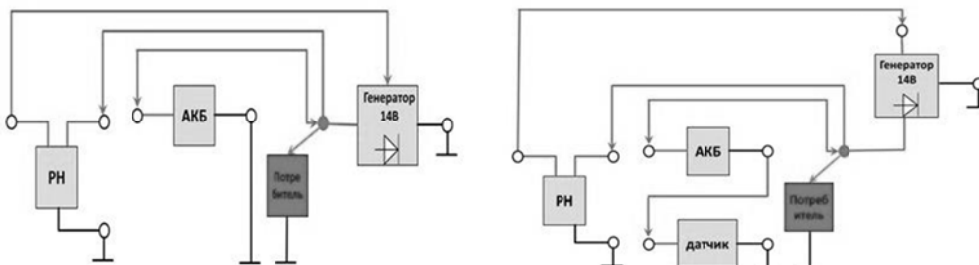 Генератор
14В
АКБ
РН
Потре
битель
Генератор
14В
АКБ
РН
Потреб
итель
датчик